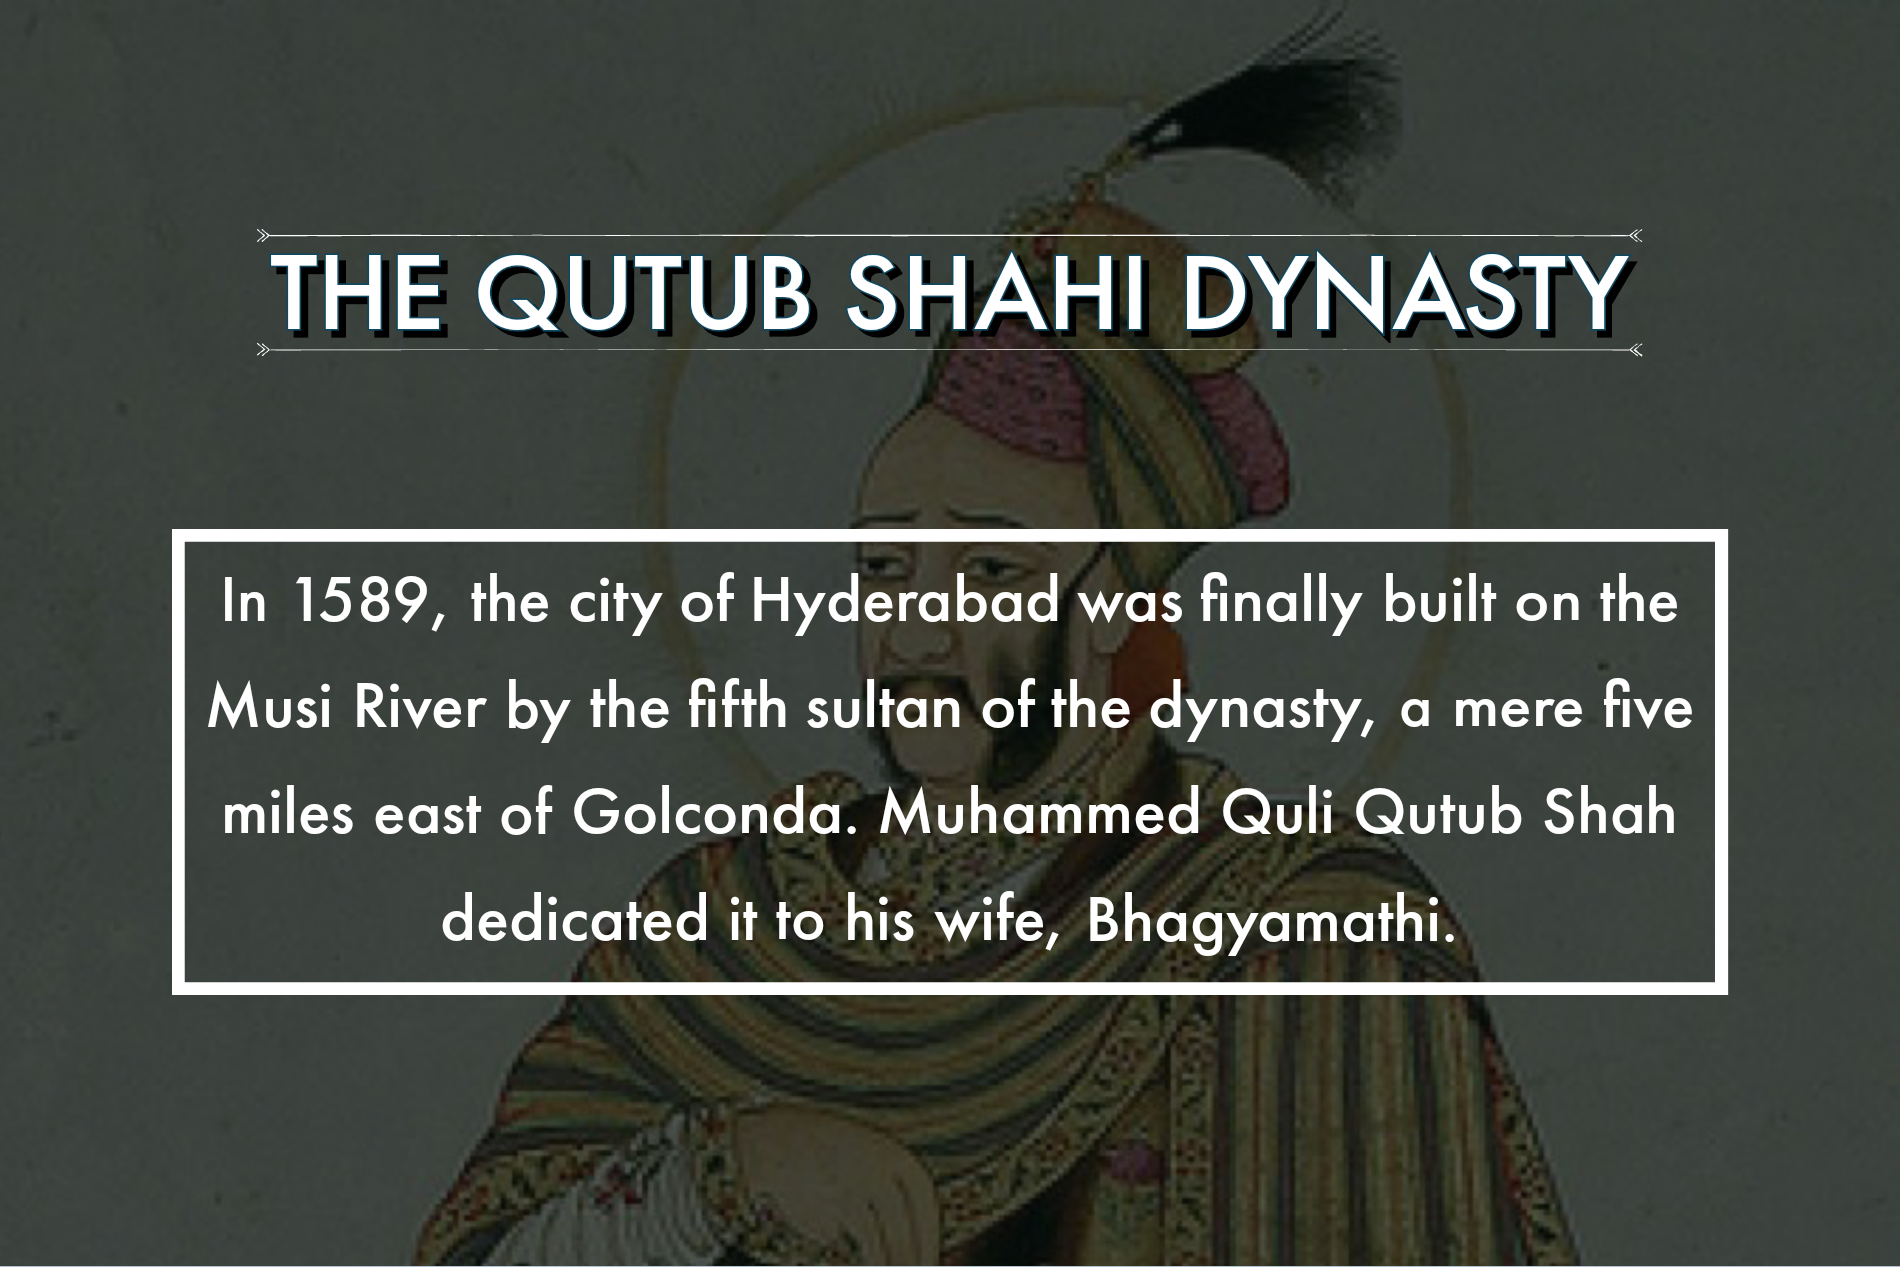 THE QUTUB SHAHI DYNASTY
In 1589, the city of Hyderabad was finally built on the
Musi River by the fifth sultan of the dynasty, a mere five
miles east of Golconda. Muhammed Quli Qutub Shah
dedicated it to his wife, Bhagyamathi.